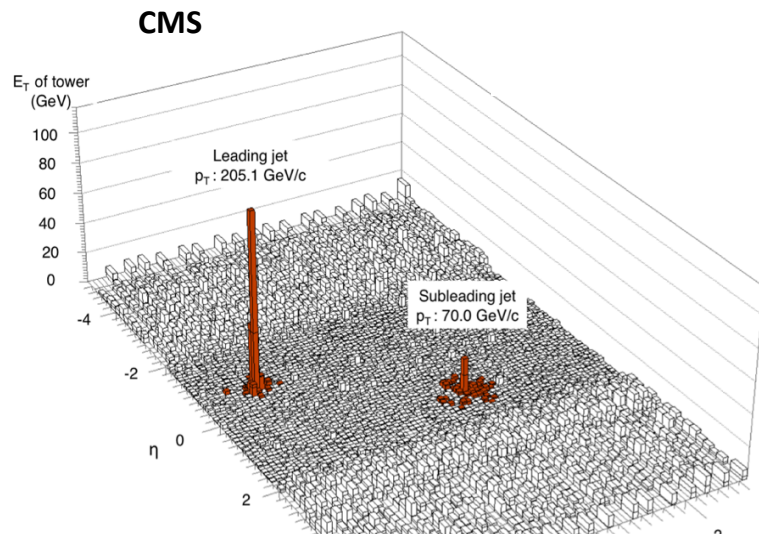 CMS
E_T of tower
(GeV)
100
80
60
40
20
0
Leading jet
p_T : 205.1 GeV/c
Subleading jet
p_T : 70.0 GeV/c
-4
-2
0
2
η